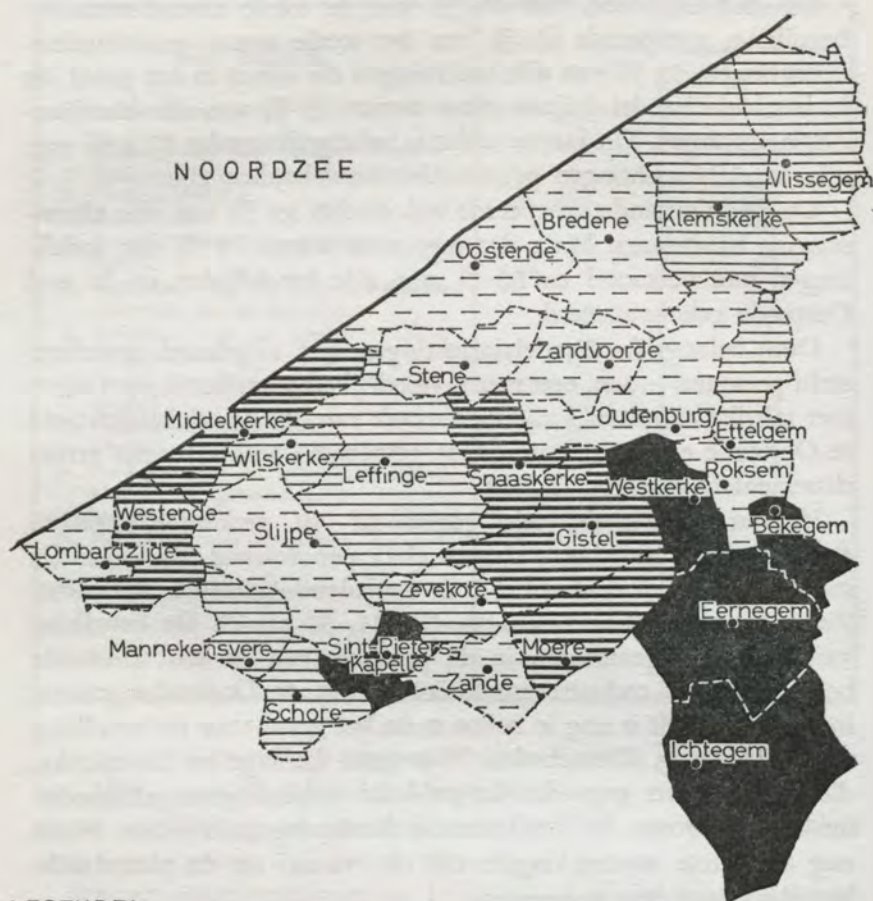 NOORDZEE
Vlissegem
Klemskerke
Bredene
Oostende
Stene
Zandvoorde
Middelkerke
Wilskerke
Leffinge
Snaaskerke
Oudenburg
Ettelgem
Roksem
Westkerke
Bekegem
Westende
Lombardzijde
Slijpe
Gistel
Zevekote
Eernegem
Mannekensvere
Sint-Pieters-
Kapelle
Moere
Zande
Schore
Ichtegem